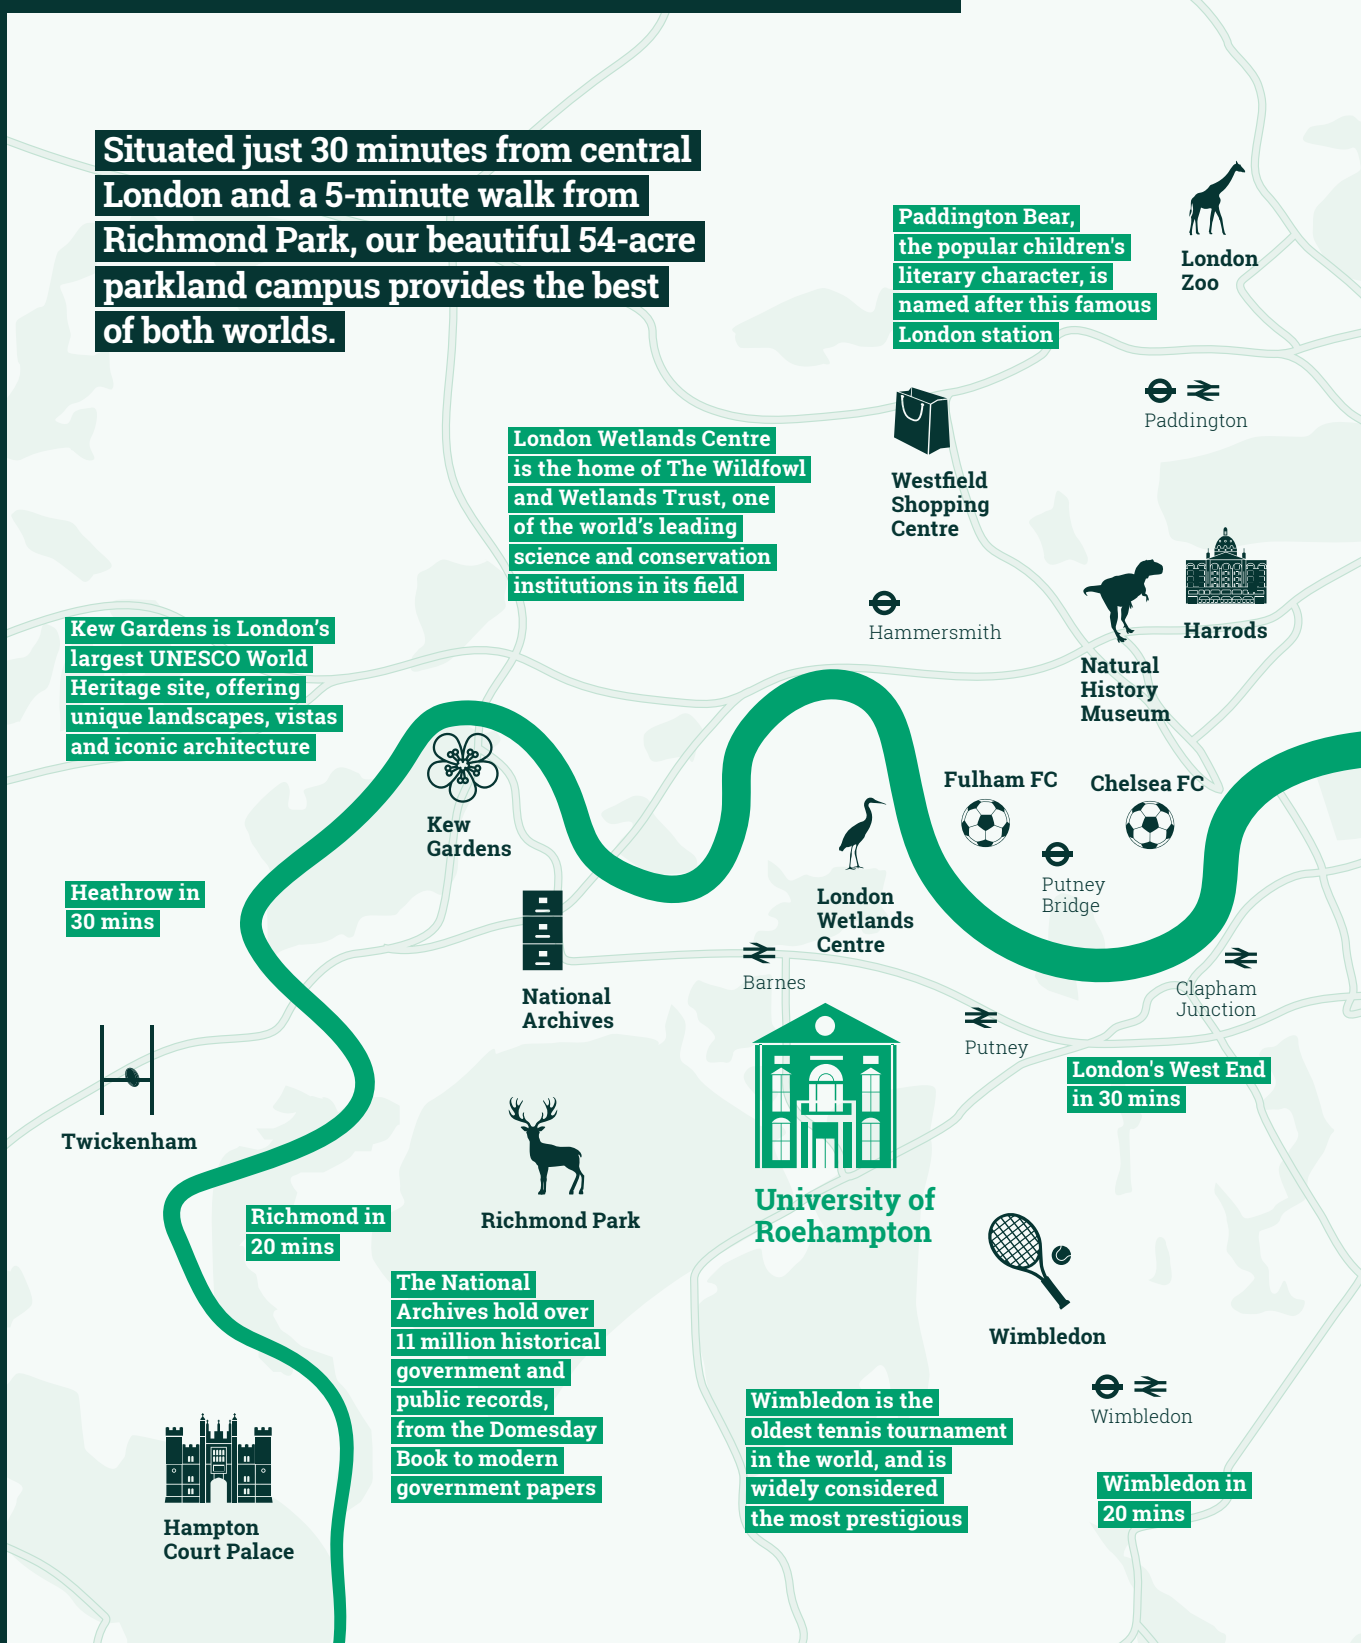 Situated just 30 minutes from central
London and a 5-minute walk from
Richmond Park, our beautiful 54-acre
parkland campus provides the best
of both worlds.
Paddington Bear,
the popular children's
literary character, is
named after this famous
London station
London
Zoo
Paddington
London Wetlands Centre
is the home of The Wildfowl
and Wetlands Trust, one
of the world’s leading
science and conservation
institutions in its field
Westfield
Shopping
Centre
Hammersmith
Harrods
Natural
History
Museum
Kew Gardens is London’s
largest UNESCO World
Heritage site, offering
unique landscapes, vistas
and iconic architecture
Kew
Gardens
Fulham FC
Chelsea FC
Putney
Bridge
Heathrow in
30 mins
London
Wetlands
Centre
National
Archives
Barnes
Clapham
Junction
Putney
London's West End
in 30 mins
Twickenham
Richmond in
20 mins
Richmond Park
University of
Roehampton
The National
Archives hold over
11 million historical
government and
public records,
from the Domesday
Book to modern
government papers
Wimbledon
Wimbledon
Wimbledon is the
oldest tennis tournament
in the world, and is
widely considered
the most prestigious
Wimbledon in
20 mins
Hampton
Court Palace